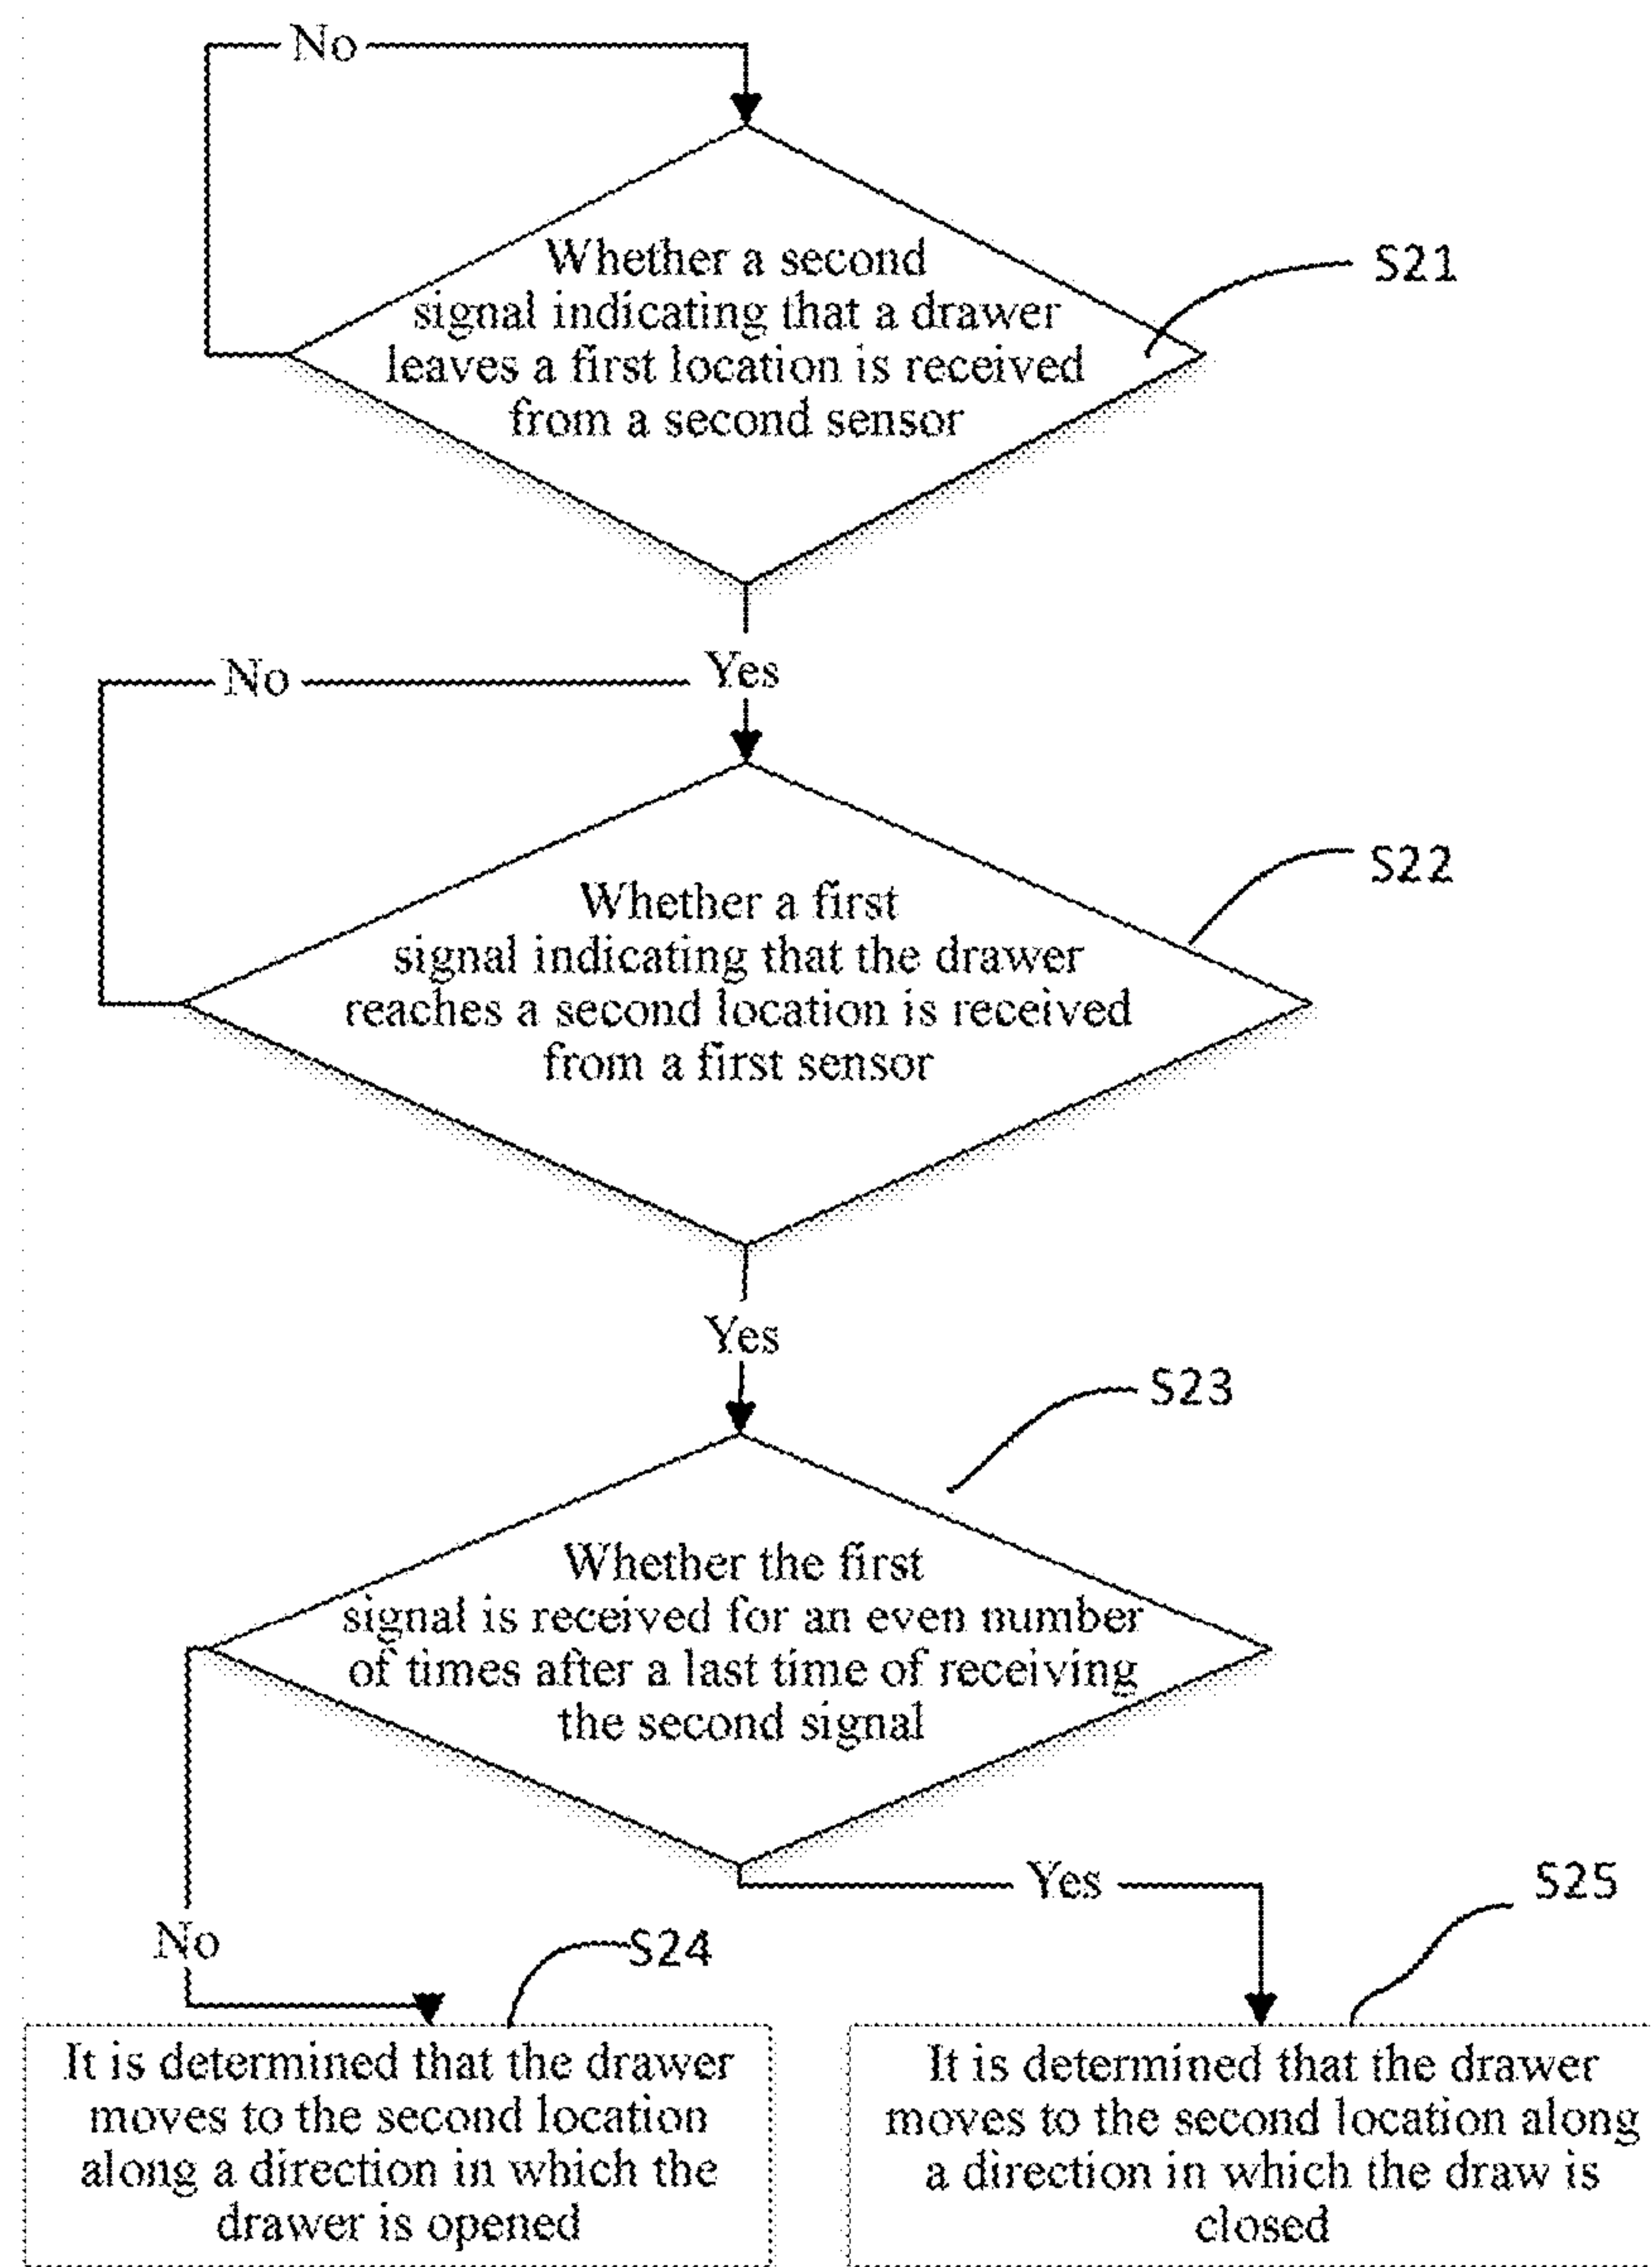 No
Whether a second
signal indicating that a drawer
leaves a first location is received
from a second sensor
S21
Yes
No
Whether a first
signal indicating that the drawer
reaches a second location is received
from a first sensor
S22
Yes
S23
Whether the first
signal is received for an even number
of times after a last time of receiving
the second signal
Yes
S25
No
S24
It is determined that the drawer
moves to the second location
along a direction in which the
drawer is opened
It is determined that the drawer
moves to the second location along
a direction in which the draw is
closed